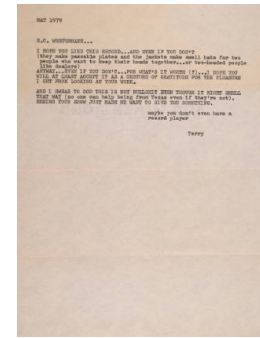 MAY 1979
H.C. WESTERMANN...
I HOPE YOU LIKE THIS RECORD...AND EVEN IF YOU DON'T
(they make passable plates and the jackets make swell hats for two
people who want to keep their heads together...or two-headed people
like dealers)
ANYWAY...EVEN IF YOU DON'T...FOR WHAT'S IT WORTH (?)...I HOPE YOU
WILL AT LEAST ACCEPT IT AS A GESTURE OF GRATITUDE FOR THE PLEASURE
I GET FROM LOOKING AT YOUR WORK.
AND I SWEAR TO GOD THIS IS NOT BULLSHIT EVEN THOUGH IT MIGHT SMELL
THAT WAY (no one can help being from Texas even if they're not).
SEEING YOUR SHOW JUST MADE ME WANT TO GIVE YOU SOMETHING.
maybe you don't even have a
record player
Terry